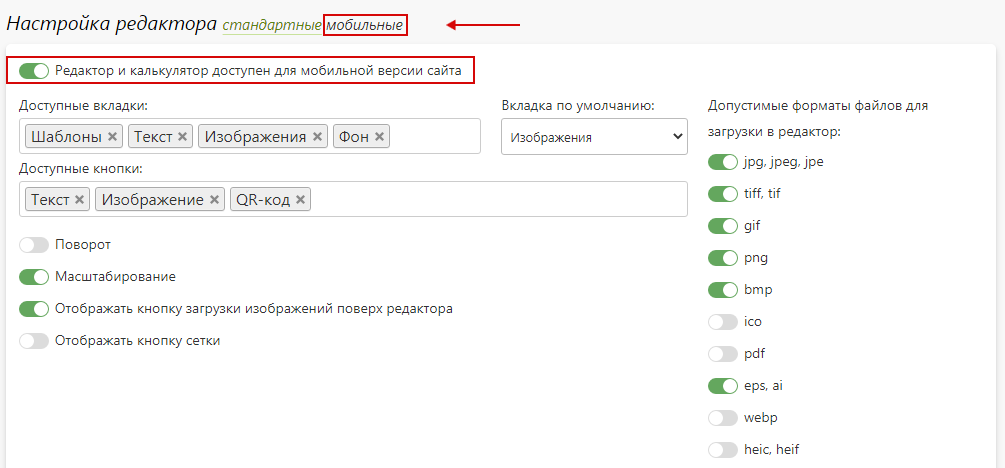 Настройка редактора стандартные мобильные
Редактор и калькулятор доступен для мобильной версии сайта
Доступные вкладки:
Шаблоны × Текст × Изображения × Фон ×
Доступные кнопки:
Текст × Изображение × QR-код ×
Поворот
Масштабирование
Отображать кнопку загрузки изображений поверх редактора
Отображать кнопку сетки
Вкладка по умолчанию:
Изображения
Допустимые форматы файлов для
загрузки в редактор:
jpg, jpeg, jpe
tiff, tif
gif
png
bmp
ico
pdf
eps, ai
webp
heic, heif